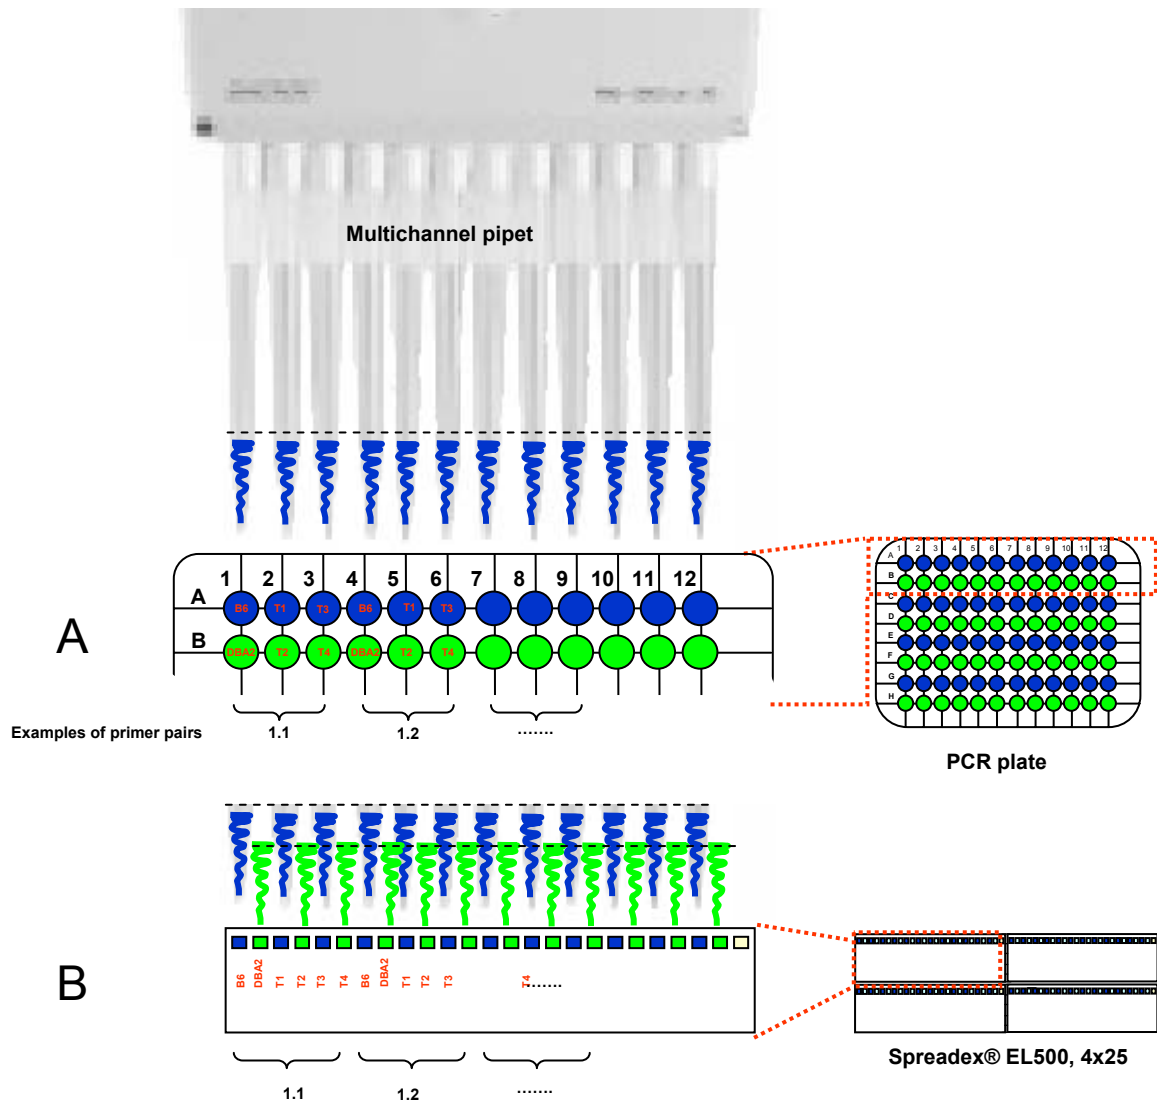 Multichannel pipet
1 2 3 4 5 6 7 8 9 10 11 12
A
B6 T1 T3 B6 T1 T3
B
DBA2 T2 T4 DBA2 T2 T4
A
Examples of primer pairs
1.1 1.2 .......
1 2 3 4 5 6 7 8 9 10 11 12
A
B
C
D
E
F
G
H
PCR plate
B
B6 DBA2 T1 T2 T3 T4 B6 DBA2 T1 T2 T3 T4 .......
1.1 1.2 .......
Spreadex® EL500, 4x25